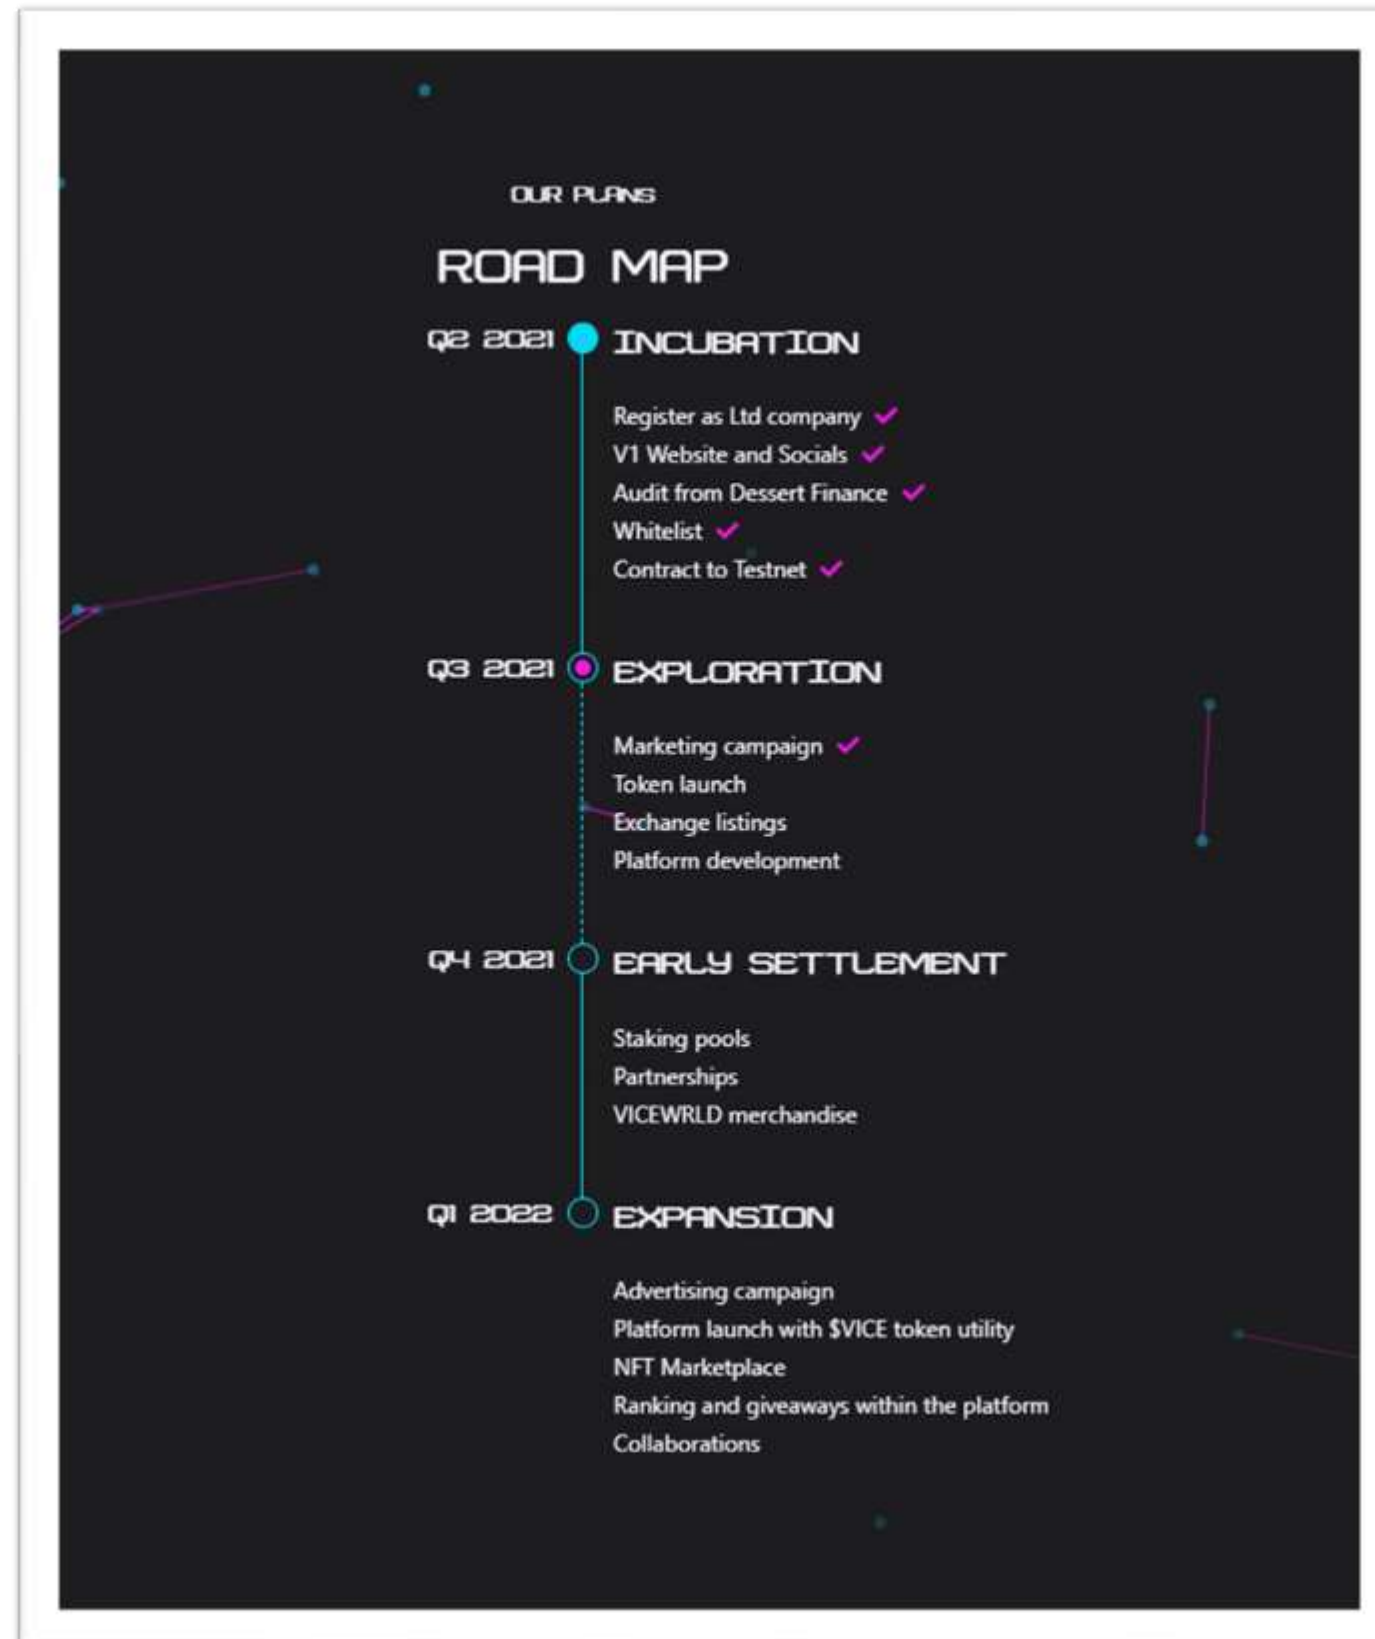 OUR PLANS
ROAD MAP
Q2 2021 INCUBATION
Register as Ltd company ✓
V1 Website and Socials ✓
Audit from Dessert Finance ✓
Whitelist ✓
Contract to Testnet ✓
Q3 2021 EXPLORATION
Marketing campaign ✓
Token launch
Exchange listings
Platform development
Q4 2021 EARLY SETTLEMENT
Staking pools
Partnerships
VICEWRLD merchandise
Q1 2022 EXPANSION
Advertising campaign
Platform launch with $VICE token utility
NFT Marketplace
Ranking and giveaways within the platform
Collaborations